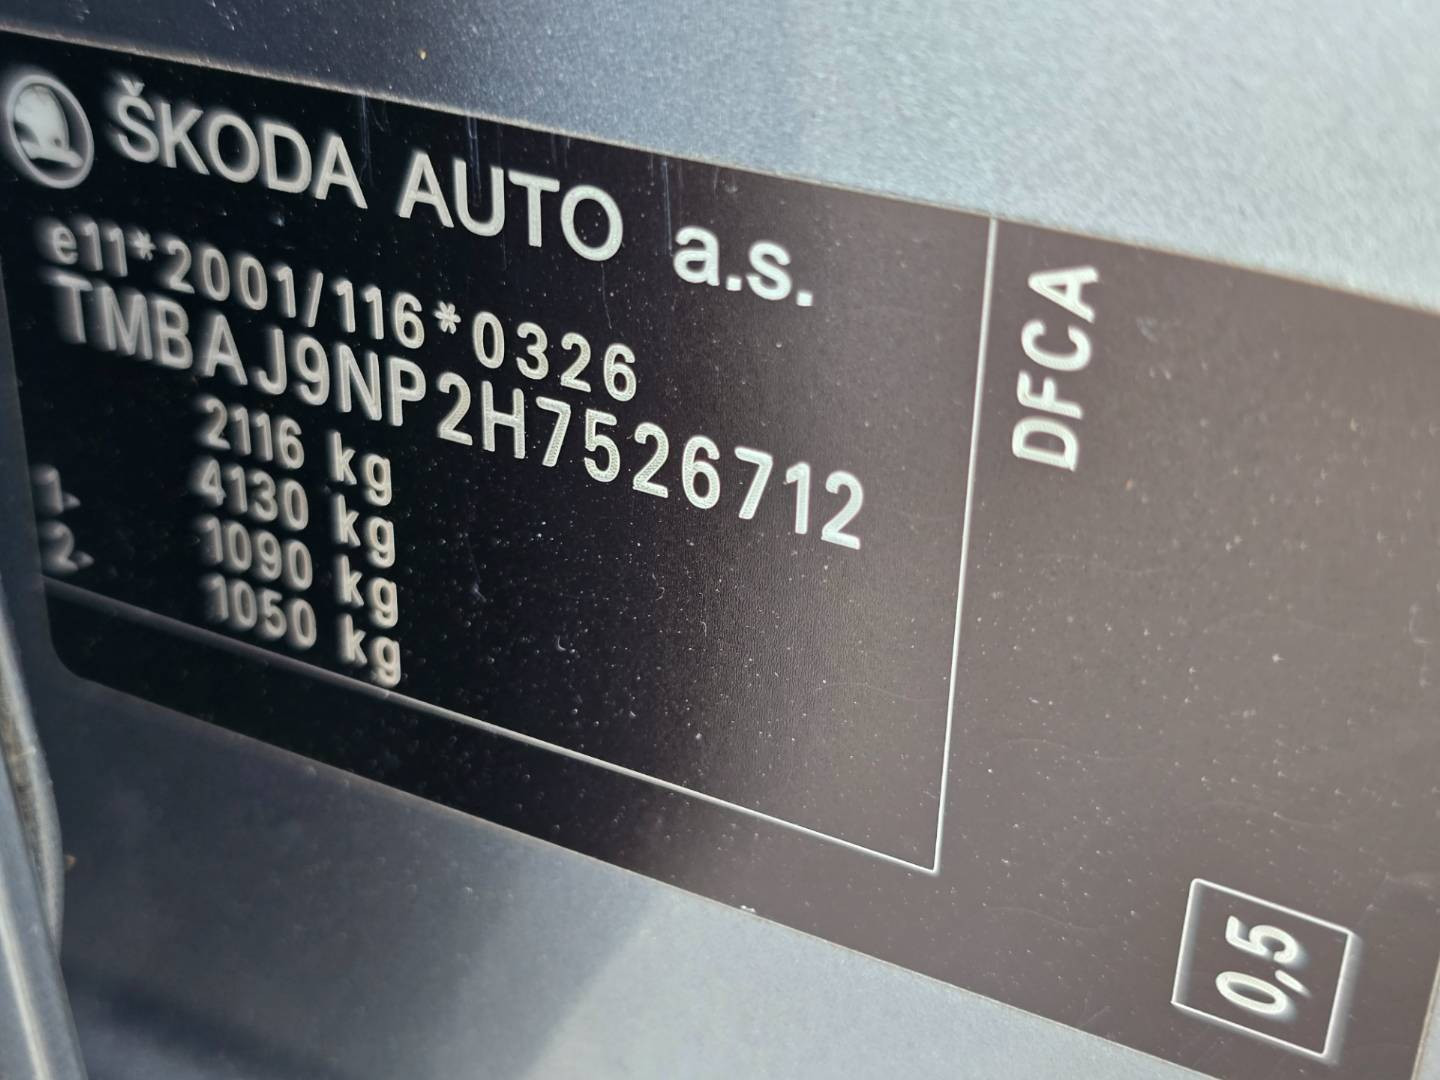 ŠKODA AUTO a.s.
e11*2001/116*0326
TMBAJ9NP2H7526712
2116 kg
4130 kg
1. 1090 kg
2. 1050 kg
DFCA
0,5